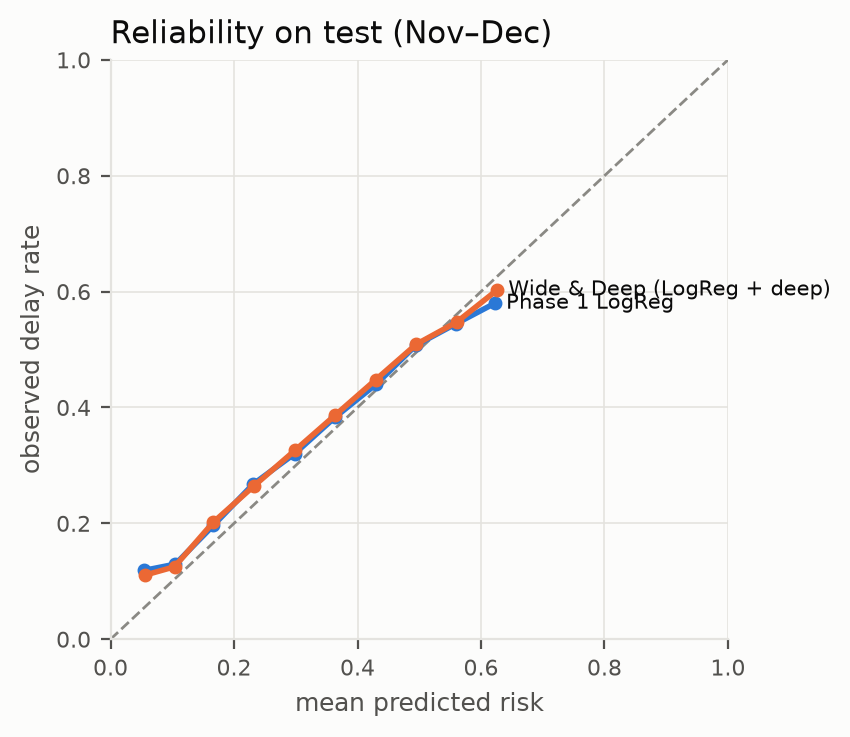 Reliability on test (Nov–Dec)
1.0
0.8
0.6
0.4
0.2
0.0
observed delay rate
Wide & Deep (LogReg + deep)
Phase 1 LogReg
0.0 0.2 0.4 0.6 0.8 1.0
mean predicted risk